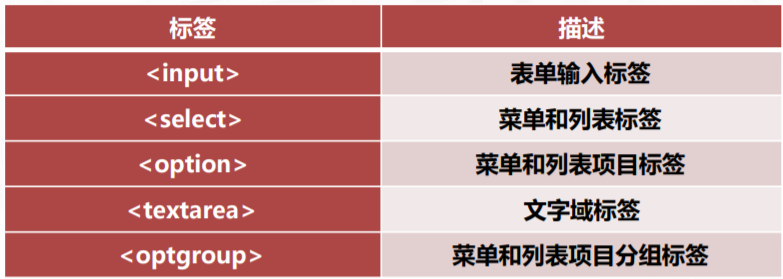 标签 描述
<input> 表单输入标签
<select> 菜单和列表标签
<option> 菜单和列表项目标签
<textarea> 文字域标签
<optgroup> 菜单和列表项目分组标签